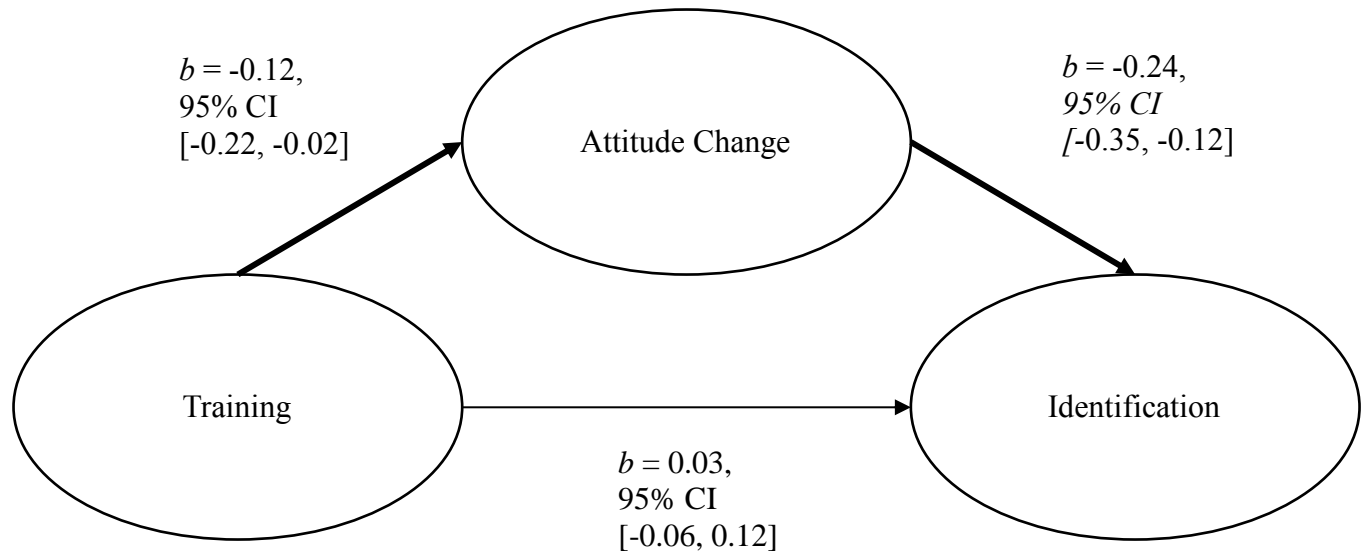 b = -0.12,
95% CI
[-0.22, -0.02]
Attitude Change
b = -0.24,
95% CI
[-0.35, -0.12]
Training
Identification
b = 0.03,
95% CI
[-0.06, 0.12]